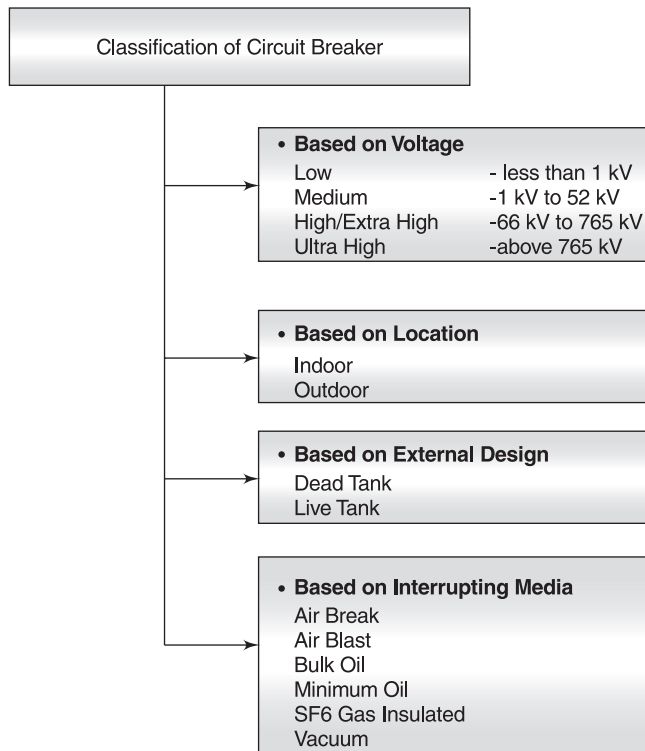 Classification of Circuit Breaker
• Based on Voltage
Low - less than 1 kV
Medium -1 kV to 52 kV
High/Extra High -66 kV to 765 kV
Ultra High -above 765 kV
• Based on Location
Indoor
Outdoor
• Based on External Design
Dead Tank
Live Tank
• Based on Interrupting Media
Air Break
Air Blast
Bulk Oil
Minimum Oil
SF6 Gas Insulated
Vacuum